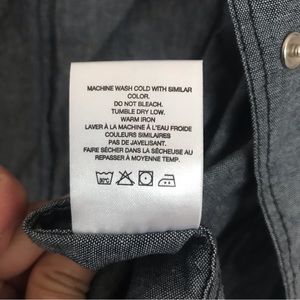 MACHINE WASH COLD WITH SIMILAR
COLOR.
DO NOT BLEACH.
TUMBLE DRY LOW.
WARM IRON
LAVER À LA MACHINE À L'EAU FROIDE
COULEURS SIMILAIRES
PAS DE JAVELISANT.
FAIRE SÉCHER DANS LA SÉCHEUSE AU
REPASSER À MOYENNE TEMP.
30°C